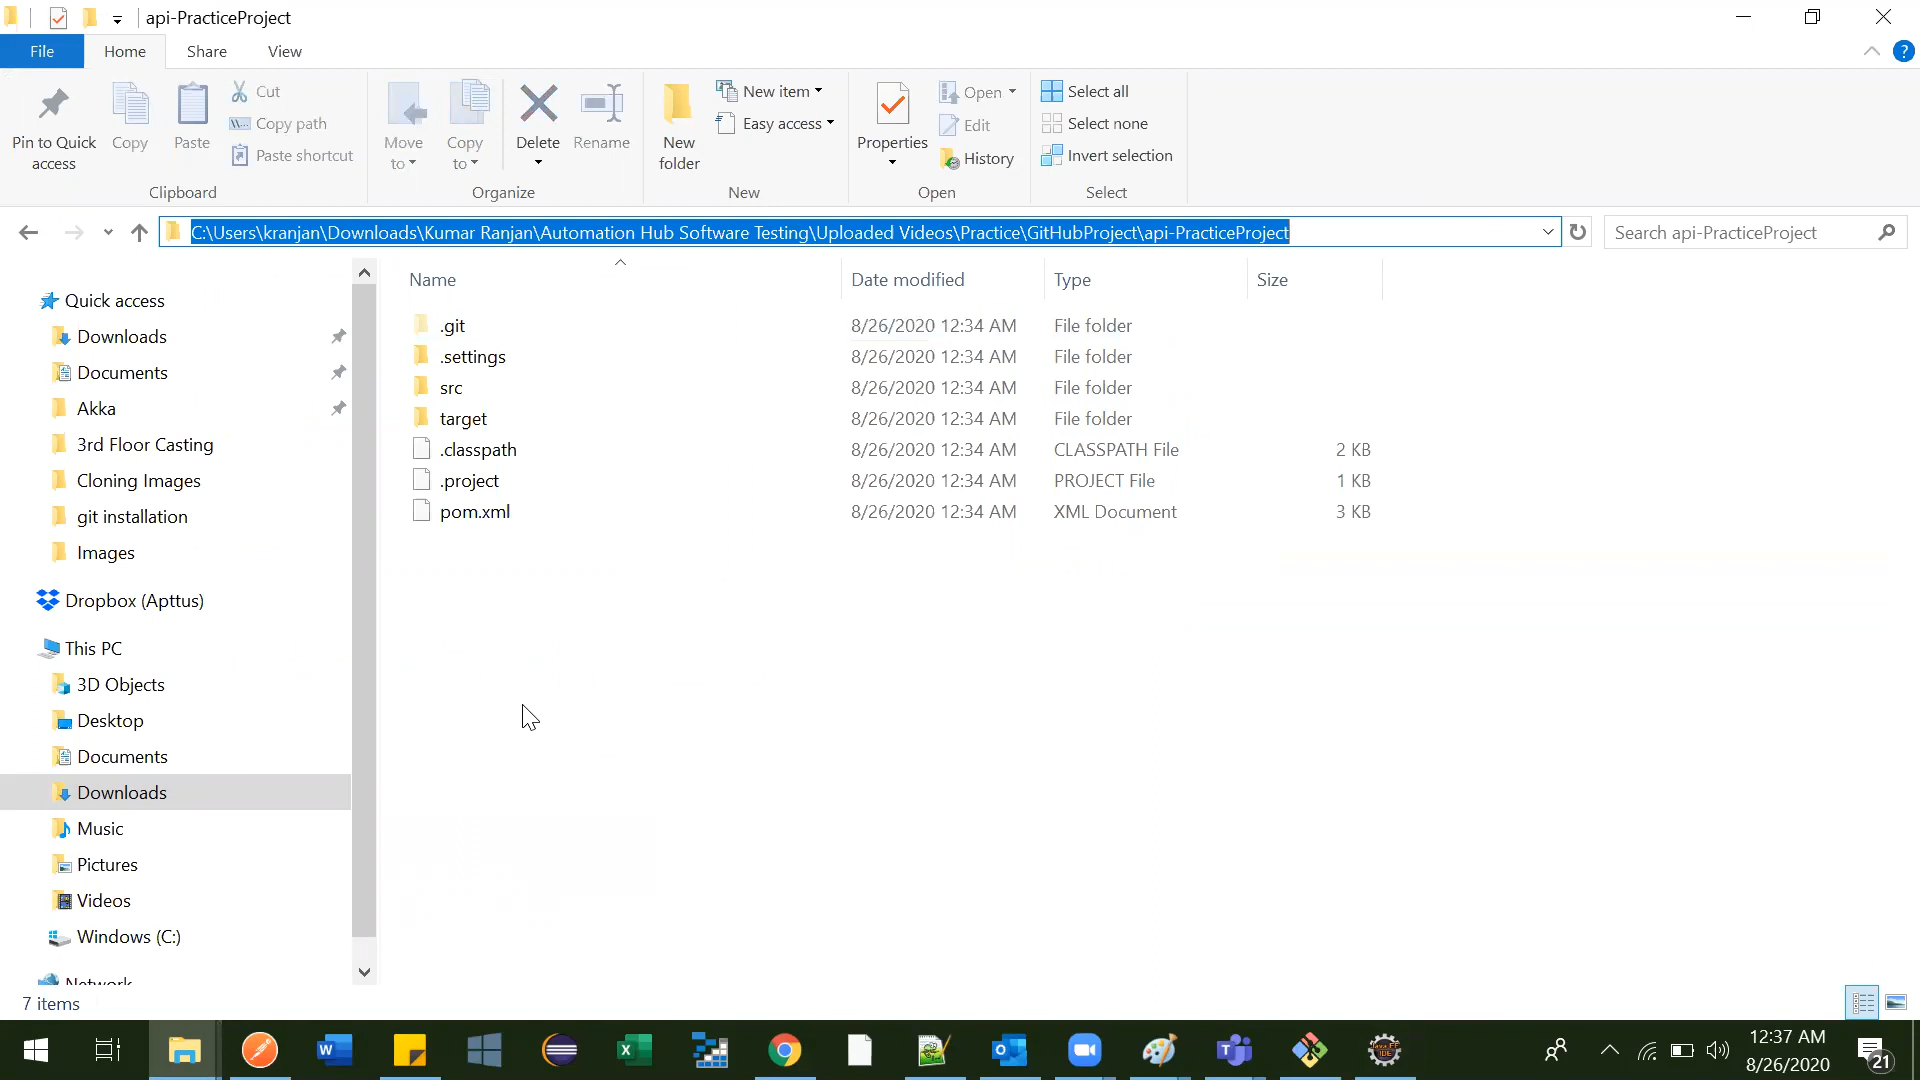 api-PracticeProject
File
Home
Share
View
Pin to Quick access
Copy
Paste
Cut
Copy path
Paste shortcut
Clipboard
Move to
Copy to
Delete
Rename
Organize
New folder
New item
Easy access
New
Properties
Open
Edit
History
Open
Select all
Select none
Invert selection
Select
C:\Users\kranjan\Downloads\Kumar Ranjan\Automation Hub Software Testing\Uploaded Videos\Practice\GitHubProject\api-PracticeProject
Search api-PracticeProject
Quick access
Downloads
Documents
Akka
3rd Floor Casting
Cloning Images
git installation
Images
Dropbox (Apttus)
This PC
3D Objects
Desktop
Documents
Downloads
Music
Pictures
Videos
Windows (C:)
Network
Name Date modified Type Size
.git 8/26/2020 12:34 AM File folder
.settings 8/26/2020 12:34 AM File folder
src 8/26/2020 12:34 AM File folder
target 8/26/2020 12:34 AM File folder
.classpath 8/26/2020 12:34 AM CLASSPATH File 2 KB
.project 8/26/2020 12:34 AM PROJECT File 1 KB
pom.xml 8/26/2020 12:34 AM XML Document 3 KB
7 items
12:37 AM
8/26/2020
21